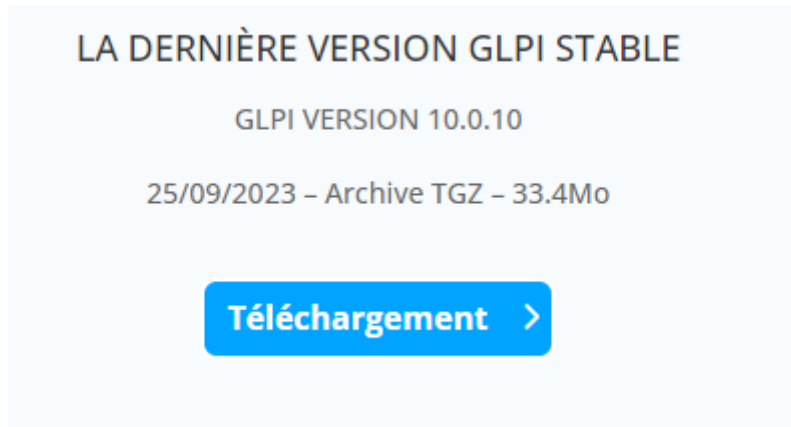 LA DERNIÈRE VERSION GLPI STABLE
GLPI VERSION 10.0.10
25/09/2023 – Archive TGZ – 33.4Mo
Téléchargement